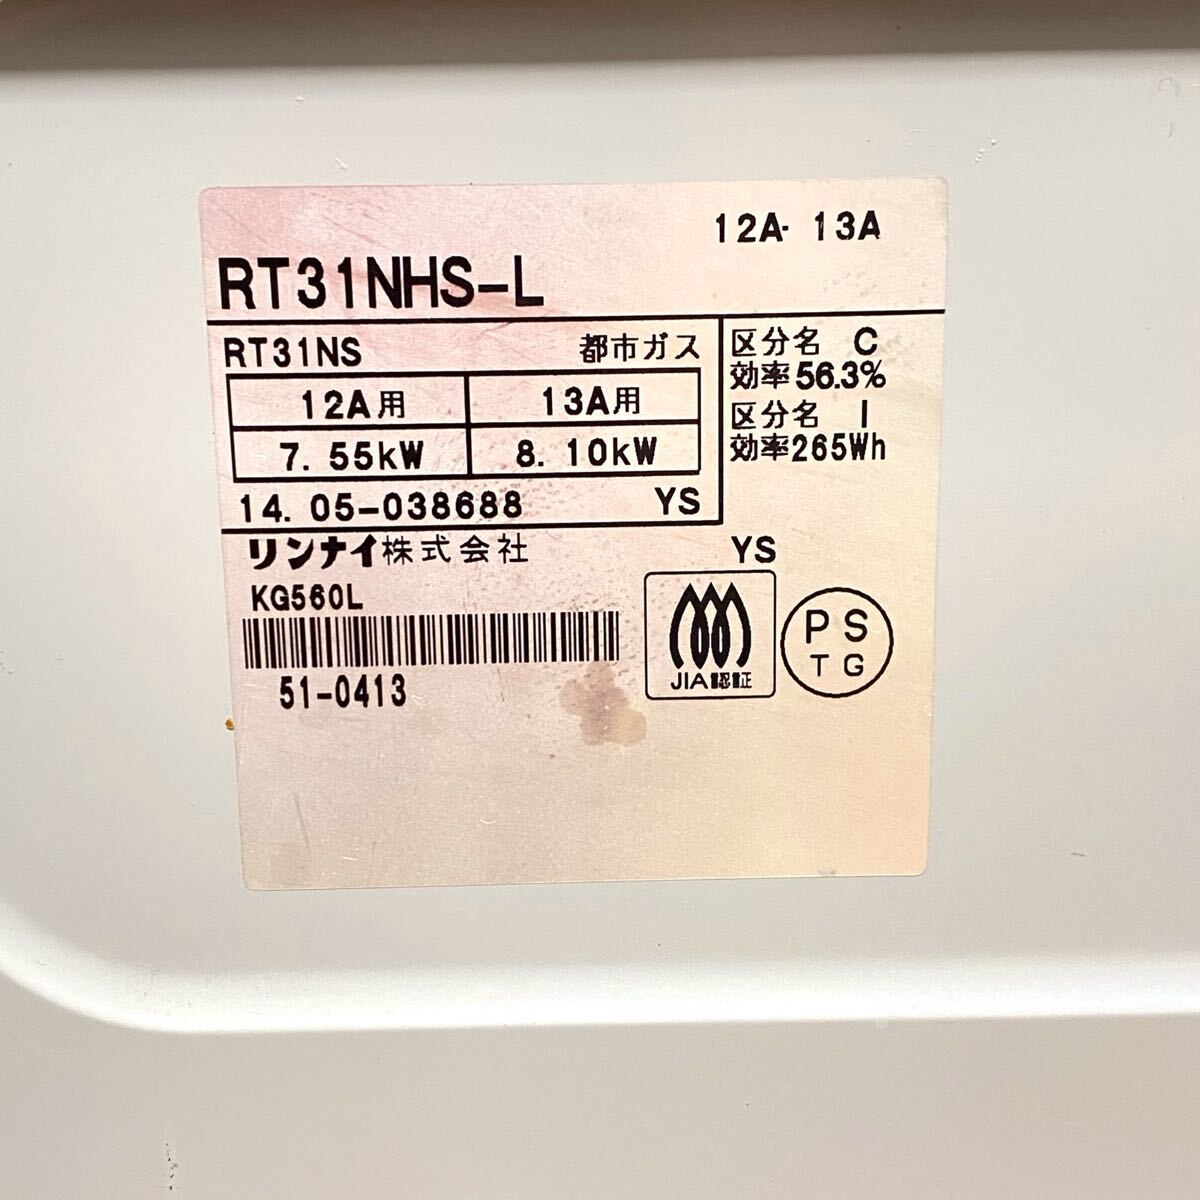 12A・13A
RT31NHS-L
RT31NS 都市ガス
12A用 13A用
7.55kW 8.10kW
14.05-038688 YS
区分名 C
効率56.3%
区分名 I
効率265Wh
リンナイ株式会社
YS
KG560L
51-0413
JIA認証
PS
TG